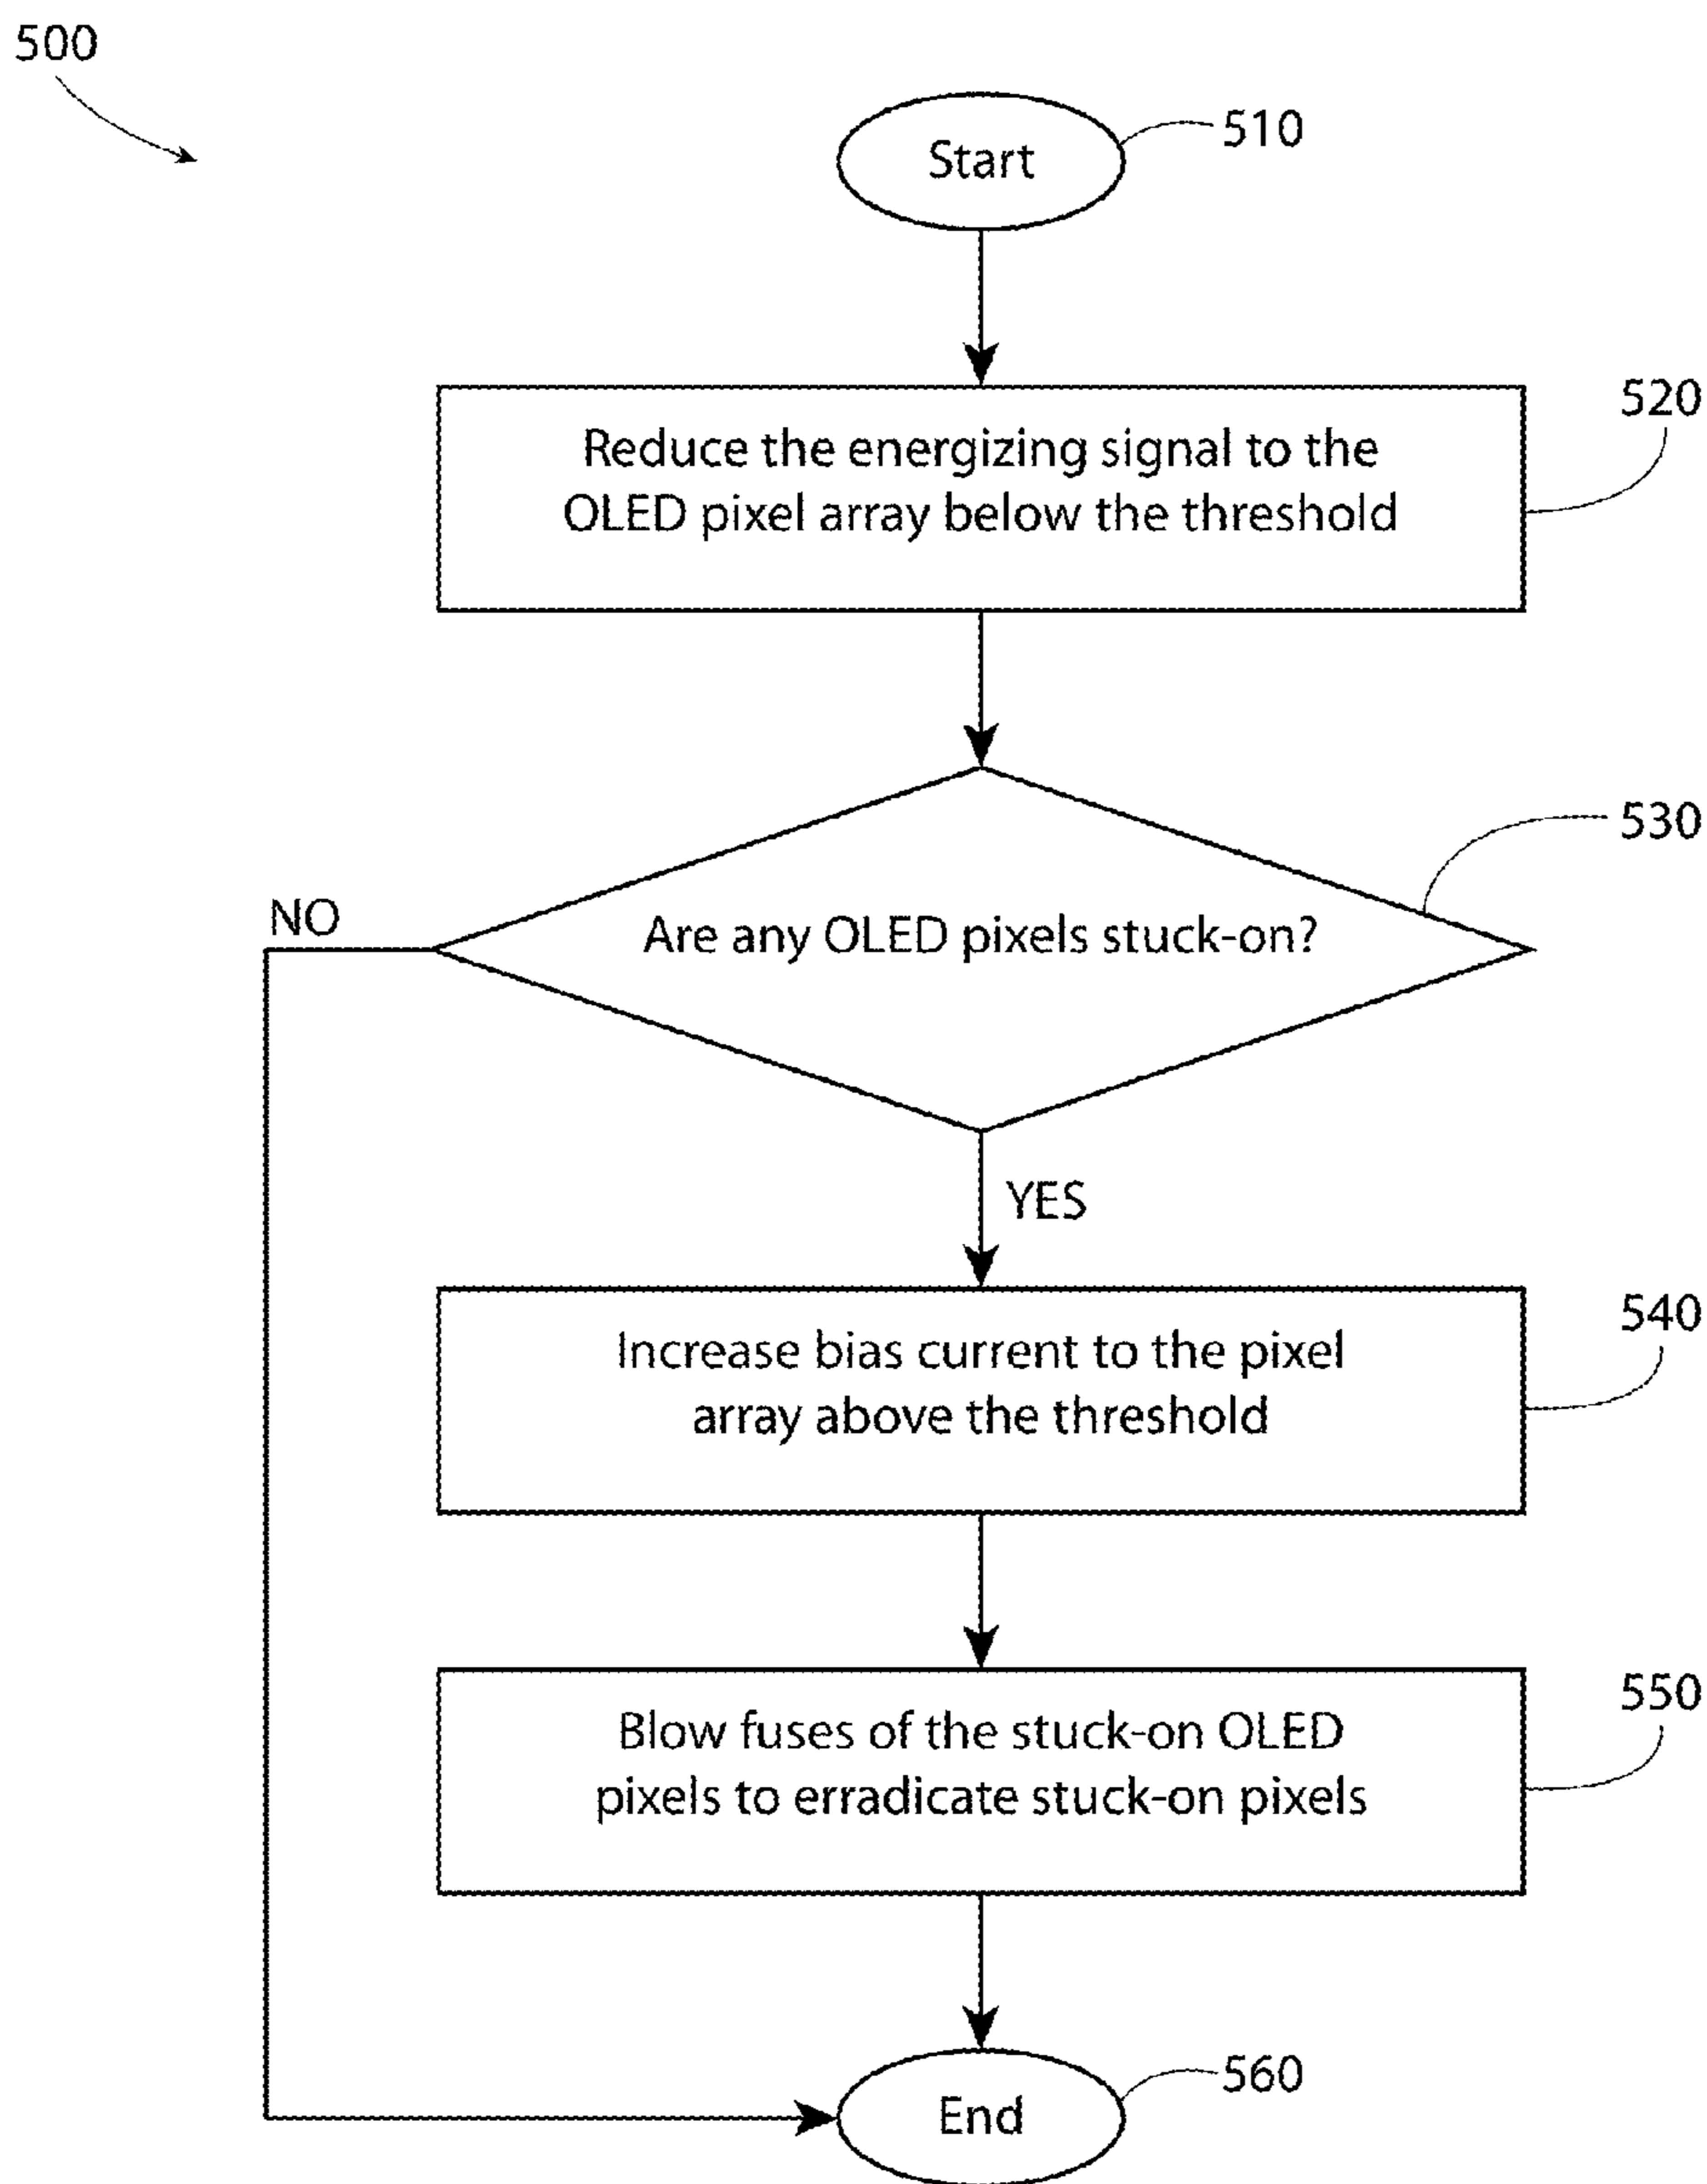 500
Start
510
Reduce the energizing signal to the
OLED pixel array below the threshold
520
Are any OLED pixels stuck-on?
530
NO
YES
Increase bias current to the pixel
array above the threshold
540
Blow fuses of the stuck-on OLED
pixels to erradicate stuck-on pixels
550
End
560